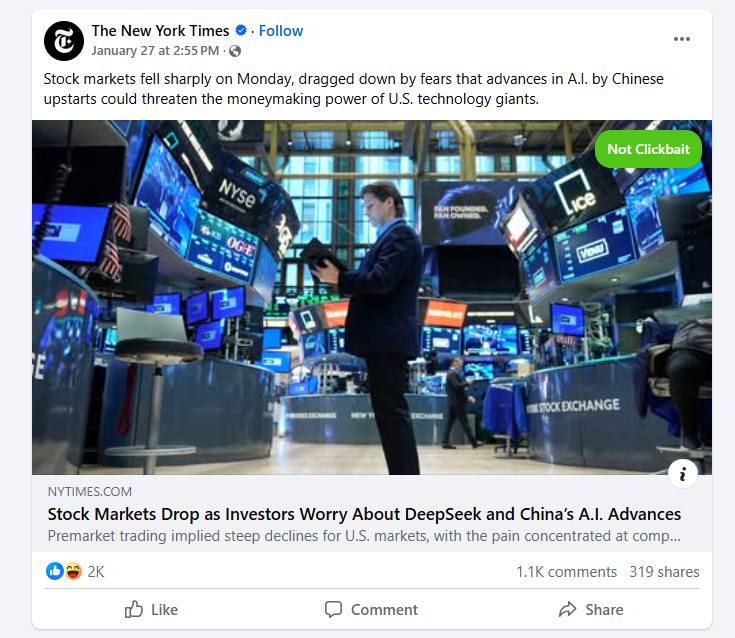 The New York Times · Follow
January 27 at 2:55 PM ·
Stock markets fell sharply on Monday, dragged down by fears that advances in A.I. by Chinese
upstarts could threaten the moneymaking power of U.S. technology giants.
Not Clickbait
NYSE
ICE
FAN FOUNDED.
FAN OWNED.
OG+E
VENU
STOCK EXCHANGE
EXCHANGE
NEW
EXCHANGE
NYTIMES.COM
Stock Markets Drop as Investors Worry About DeepSeek and China’s A.I. Advances
Premarket trading implied steep declines for U.S. markets, with the pain concentrated at comp...
2K
1.1K comments 319 shares
Like
Comment
Share